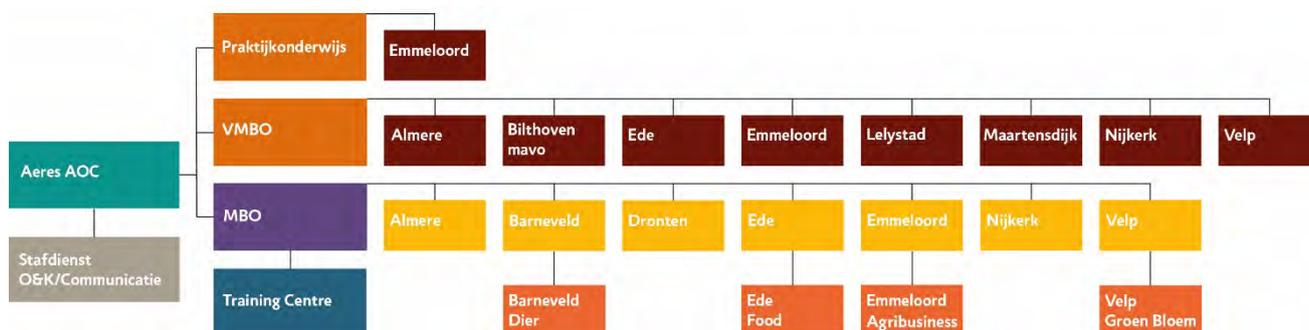 Praktijkonderwijs
Emmeloord
VMBO
Almere
Bilthoven
mavo
Ede
Emmeloord
Lelystad
Maartensdijk
Nijkerk
Velp
Aeres AOC
MBO
Almere
Barneveld
Dronten
Ede
Emmeloord
Nijkerk
Velp
Stafdienst
O&K/Communicatie
Training Centre
Barneveld
Dier
Ede
Food
Emmeloord
Agribusiness
Velp
Groen Bloem